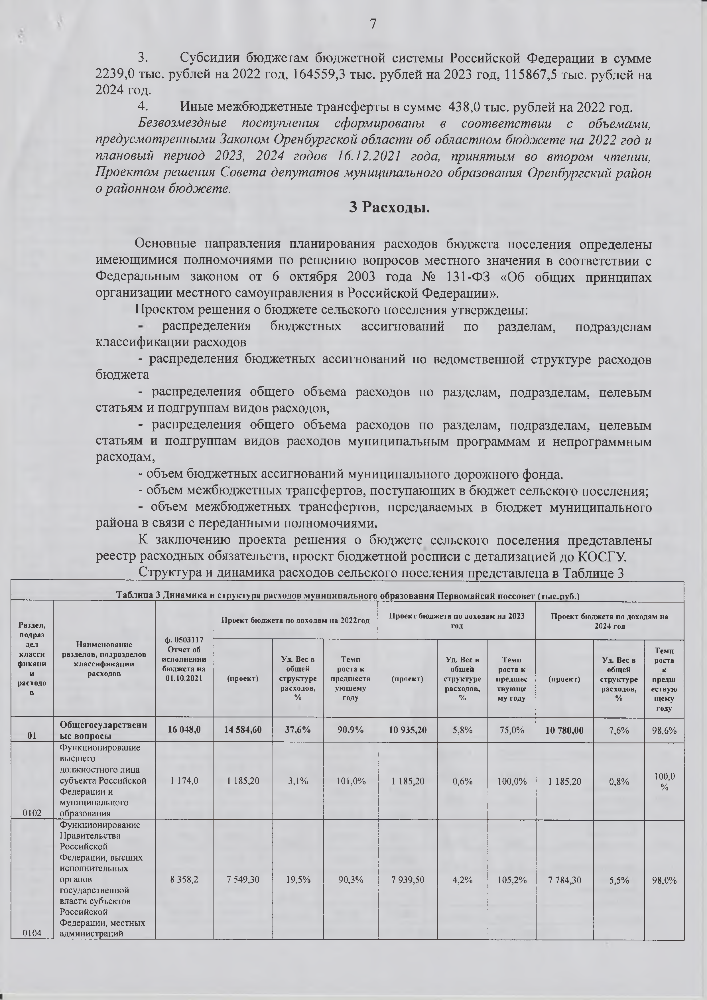 7
3. Субсидии бюджетам бюджетной системы Российской Федерации в сумме
2239,0 тыс. рублей на 2022 год, 164559,3 тыс. рублей на 2023 год, 115867,5 тыс. рублей на
2024 год.
4. Иные межбюджетные трансферты в сумме 438,0 тыс. рублей на 2022 год.
Безвозмездные поступления сформированы в соответствии с объемами,
предусмотренными Законом Оренбургской области об областном бюджете на 2022 год и
плановый период 2023, 2024 годов 16.12.2021 года, принятым во втором чтении,
Проектом решения Совета депутатов муниципального образования Оренбургский район
о районном бюджете.
3 Расходы.
Основные направления планирования расходов бюджета поселения определены
имеющимися полномочиями по решению вопросов местного значения в соответствии с
Федеральным законом от 6 октября 2003 года № 131-ФЗ «Об общих принципах
организации местного самоуправления в Российской Федерации».
Проектом решения о бюджете сельского поселения утверждены:
- распределения бюджетных ассигнований по разделам, подразделам
классификации расходов
- распределения бюджетных ассигнований по ведомственной структуре расходов
бюджета
- распределения общего объема расходов по разделам, подразделам, целевым
статьям и подгруппам видов расходов,
- распределения общего объема расходов по разделам, подразделам, целевым
статьям и подгруппам видов расходов муниципальным программам и непрограммным
расходам,
- объем бюджетных ассигнований муниципального дорожного фонда.
- объем межбюджетных трансфертов, поступающих в бюджет сельского поселения;
- объем межбюджетных трансфертов, передаваемых в бюджет муниципального
района в связи с переданными полномочиями.
К заключению проекта решения о бюджете сельского поселения представлены
реестр расходных обязательств, проект бюджетной росписи с детализацией до КОСГУ.
Структура и динамика расходов сельского поселения представлена в Таблице 3
Таблица 3 Динамика и структура расходов муниципального образования Первомайсий поссовет (тыс.руб.)
Раздел,
подраз
дел
класси
фикаци
и
расходо
в
Наименование
разделов, подразделов
классификации
расходов
ф. 0503117
Отчет об
исполнении
бюджета на
01.10.2021
Проект бюджета по доходам на 2022год
Проект бюджета по доходам на 2023
год
Проект бюджета по доходам на
2024 год
(проект)
Уд. Вес в
общей
структуре
расходов,
%
Темп
роста к
предшеств
ующему
году
(проект)
Уд. Вес в
общей
структуре
расходов,
%
Темп
роста к
предшес
твующе
му году
(проект)
Уд. Вес в
общей
структуре
расходов,
%
Темп
роста
к
предш
ествую
щему
году
01
Общегосударственн
ые вопросы
16 048,0 14 584,60 37,6% 90,9% 10 935,20 5,8% 75,0% 10 780,00 7,6% 98,6%
0102
Функционирование
высшего
должностного лица
субъекта Российской
Федерации и
муниципального
образования
1 174,0 1 185,20 3,1% 101,0% 1 185,20 0,6% 100,0% 1 185,20 0,8% 100,0
%
0104
Функционирование
Правительства
Российской
Федерации, высших
исполнительных
органов
государственной
власти субъектов
Российской
Федерации, местных
администраций
8 358,2 7 549,30 19,5% 90,3% 7 939,50 4,2% 105,2% 7 784,30 5,5% 98,0%